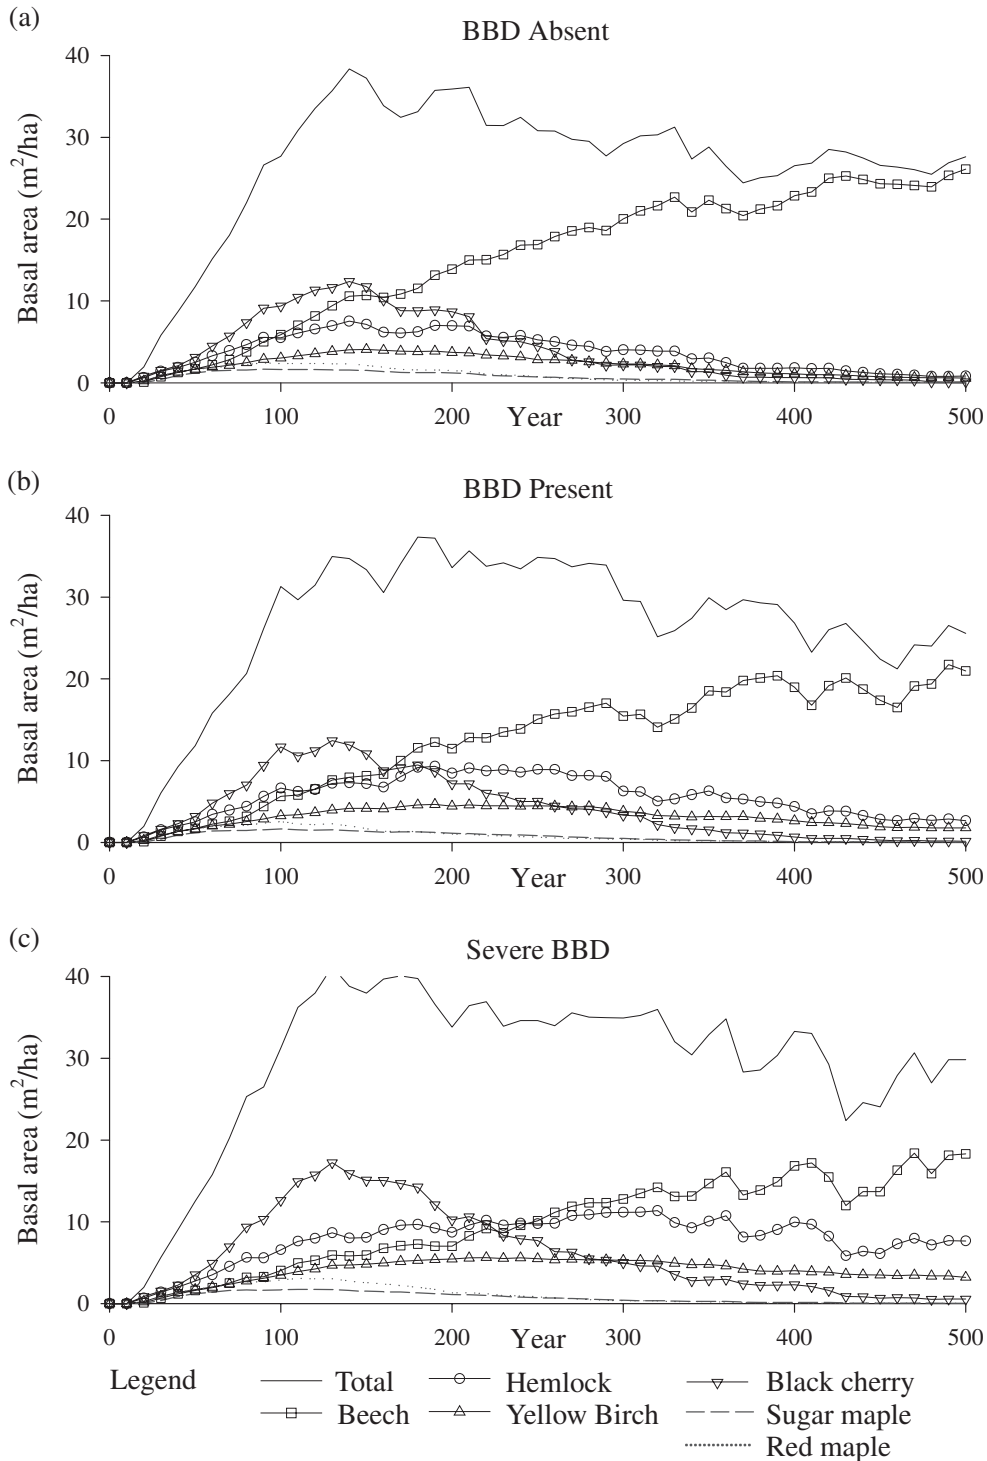 (a)
BBD Absent
40
30
20
10
0
Basal area (m²/ha)
0 100 200 300 400 500
Year
(b)
BBD Present
40
30
20
10
0
Basal area (m²/ha)
0 100 200 300 400 500
Year
(c)
Severe BBD
40
30
20
10
0
Basal area (m²/ha)
0 100 200 300 400 500
Year
Legend
Total Hemlock Black cherry
Beech Yellow Birch Sugar maple
Red maple